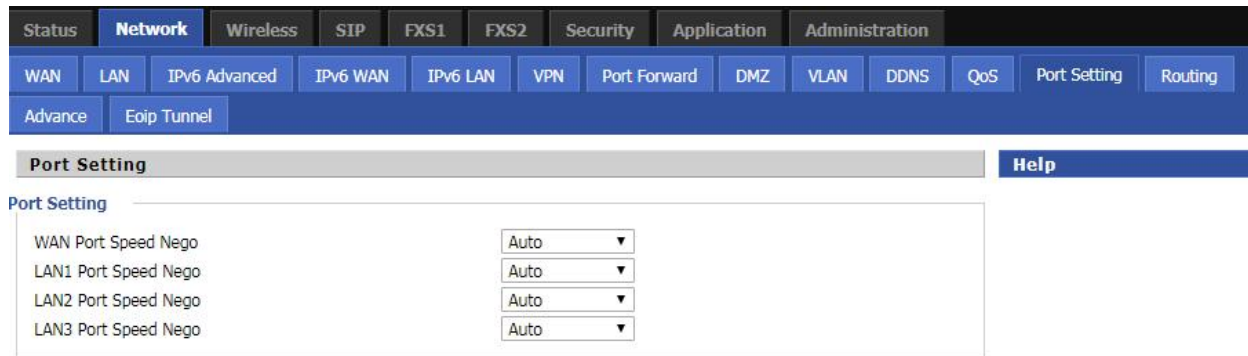 Status Network Wireless SIP FXS1 FXS2 Security Application Administration
WAN LAN IPv6 Advanced IPv6 WAN IPv6 LAN VPN Port Forward DMZ VLAN DDNS QoS Port Setting Routing
Advance Eoip Tunnel
Port Setting Help
Port Setting
WAN Port Speed Nego Auto
LAN1 Port Speed Nego Auto
LAN2 Port Speed Nego Auto
LAN3 Port Speed Nego Auto